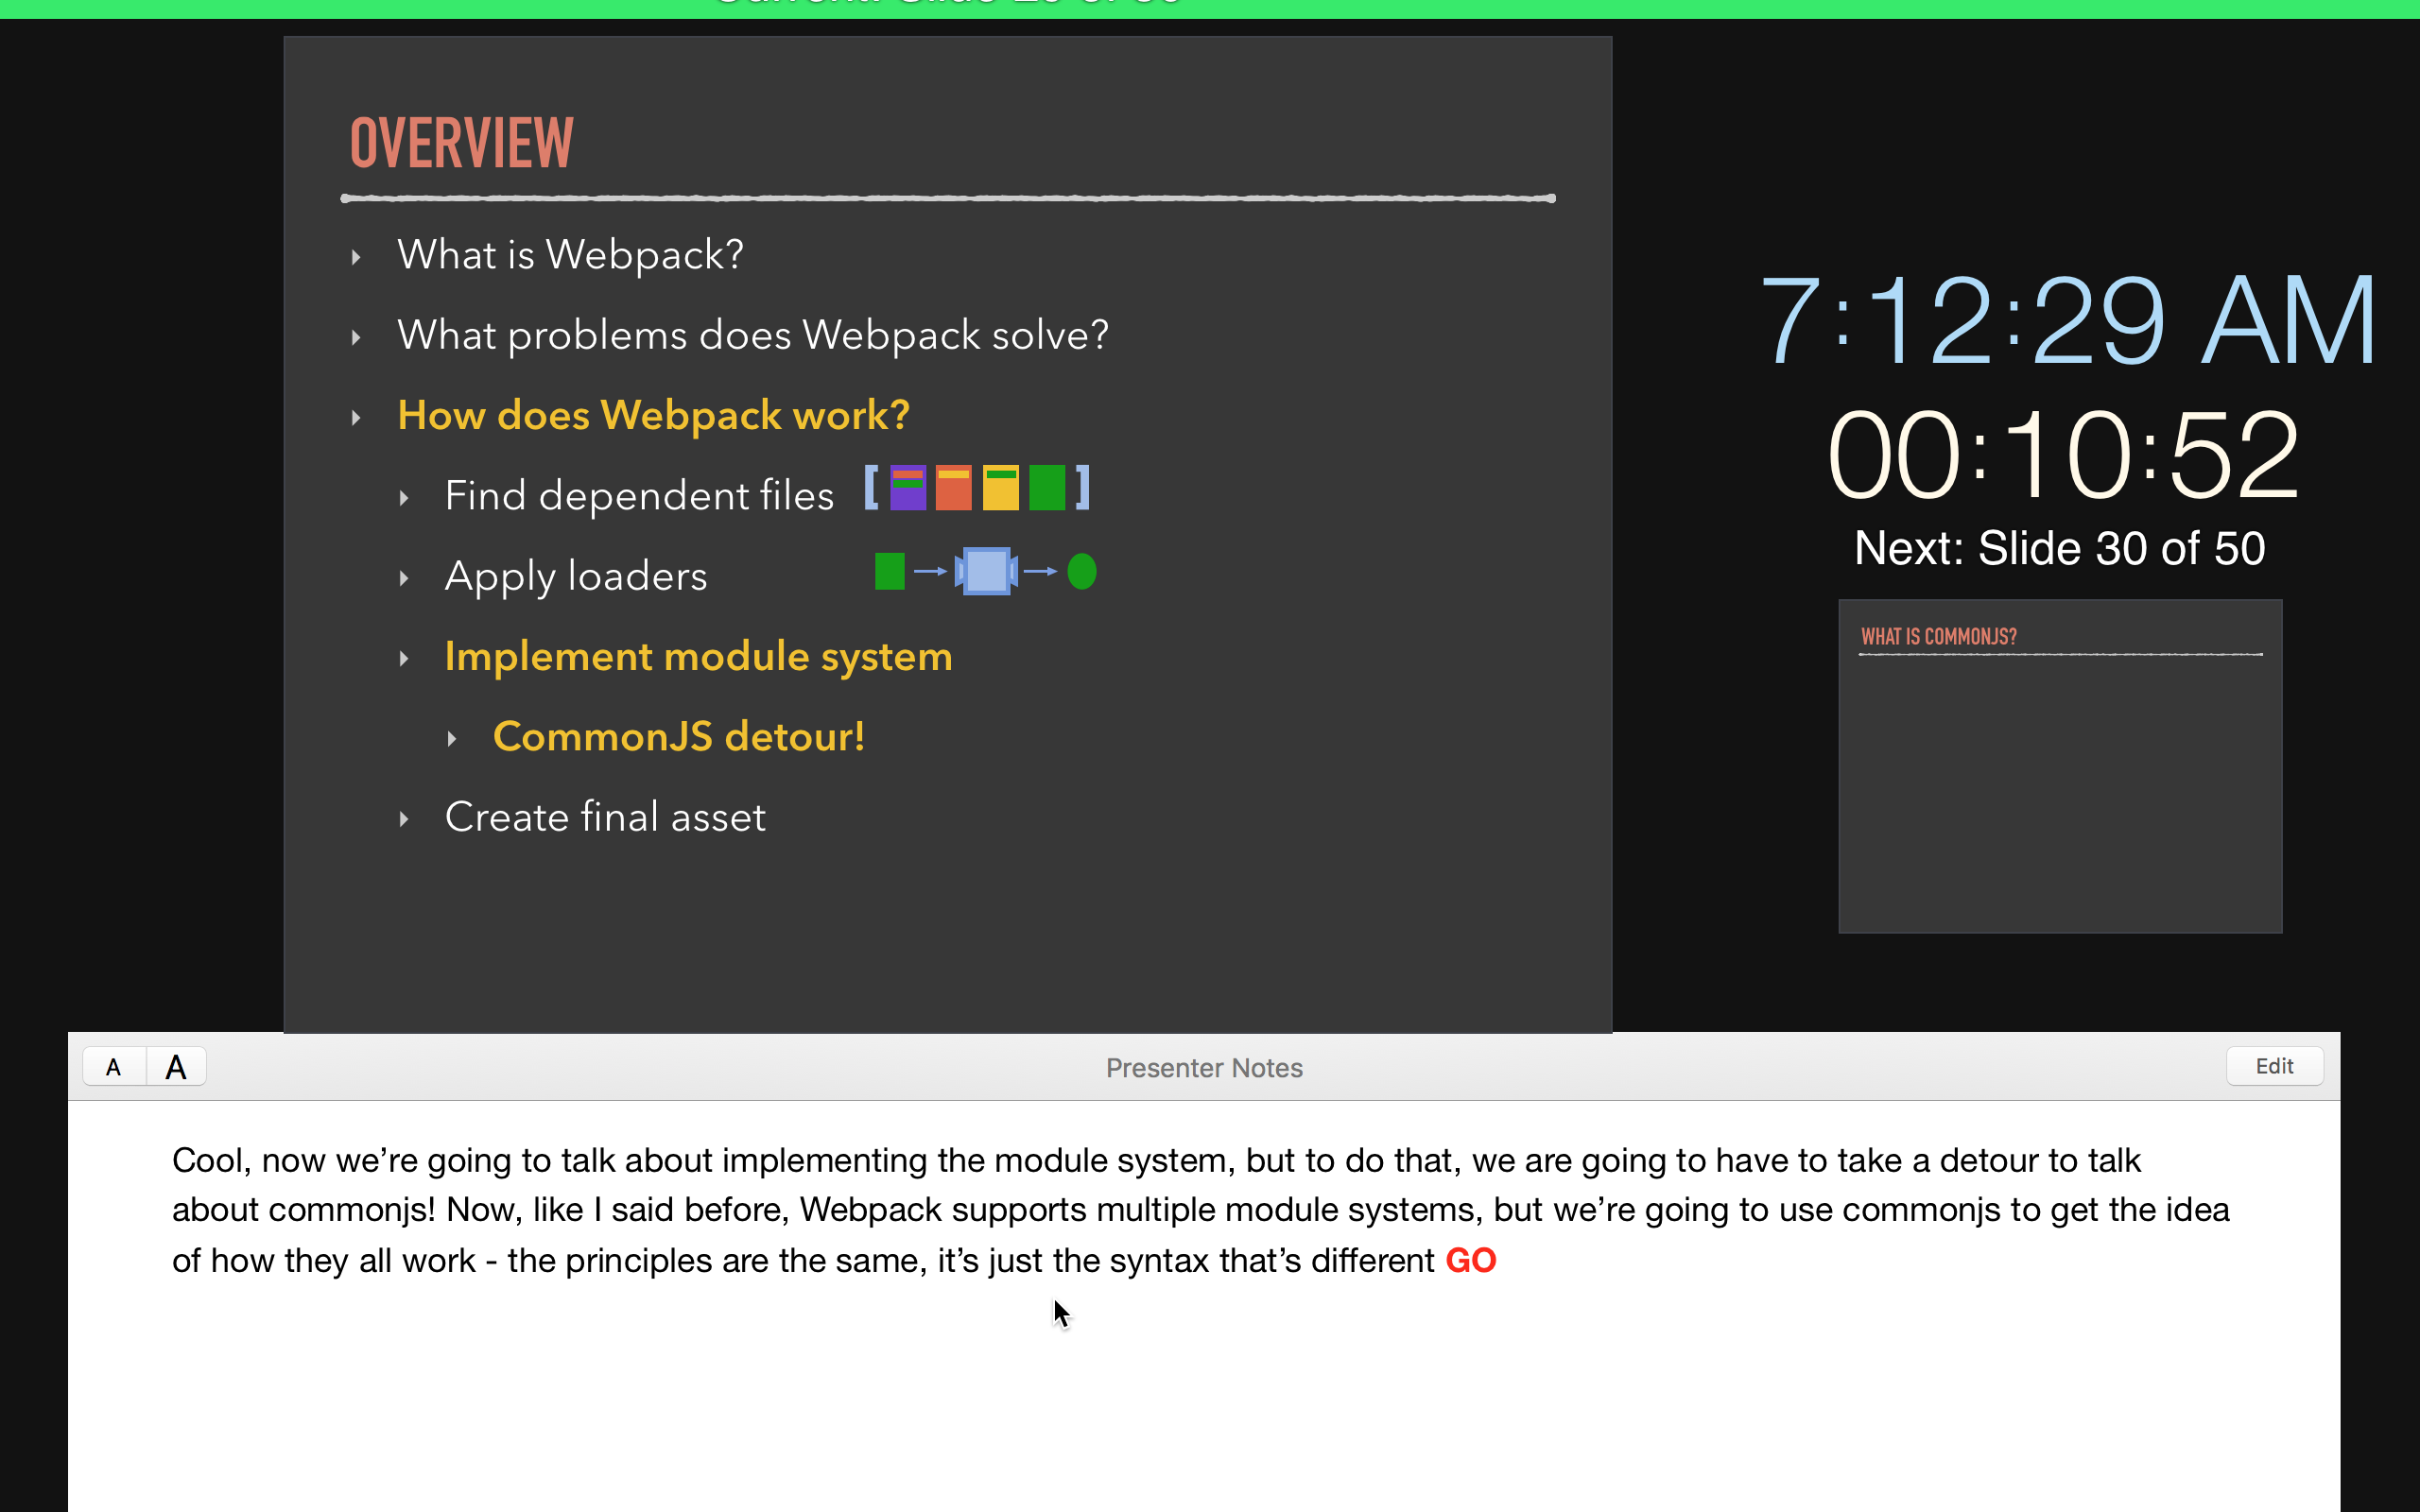 OVERVIEW
What is Webpack?
What problems does Webpack solve?
How does Webpack work?
Find dependent files
Apply loaders
Implement module system
CommonJS detour!
Create final asset
7:12:29 AM
00:10:52
Next: Slide 30 of 50
WHAT IS COMMONJS?
A A Presenter Notes Edit
Cool, now we’re going to talk about implementing the module system, but to do that, we are going to have to take a detour to talk
about commonjs! Now, like I said before, Webpack supports multiple module systems, but we’re going to use commonjs to get the idea
of how they all work - the principles are the same, it’s just the syntax that’s different GO